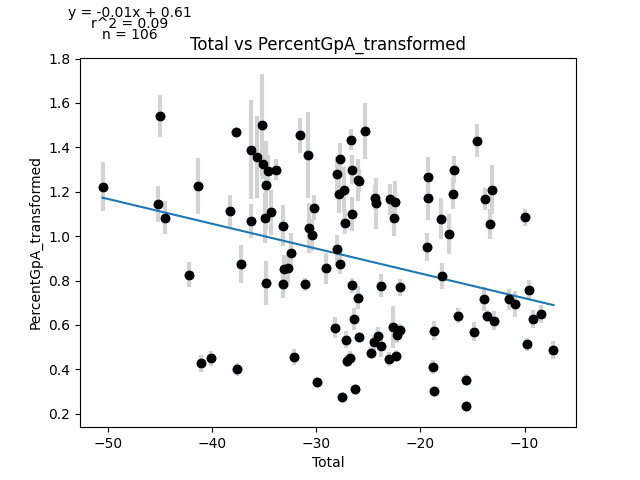 y = -0.01x + 0.61
r^2 = 0.09
n = 106
Total vs PercentGpA_transformed
PercentGpA_transformed
1.8
1.6
1.4
1.2
1.0
0.8
0.6
0.4
0.2
−50 −40 −30 −20 −10
Total